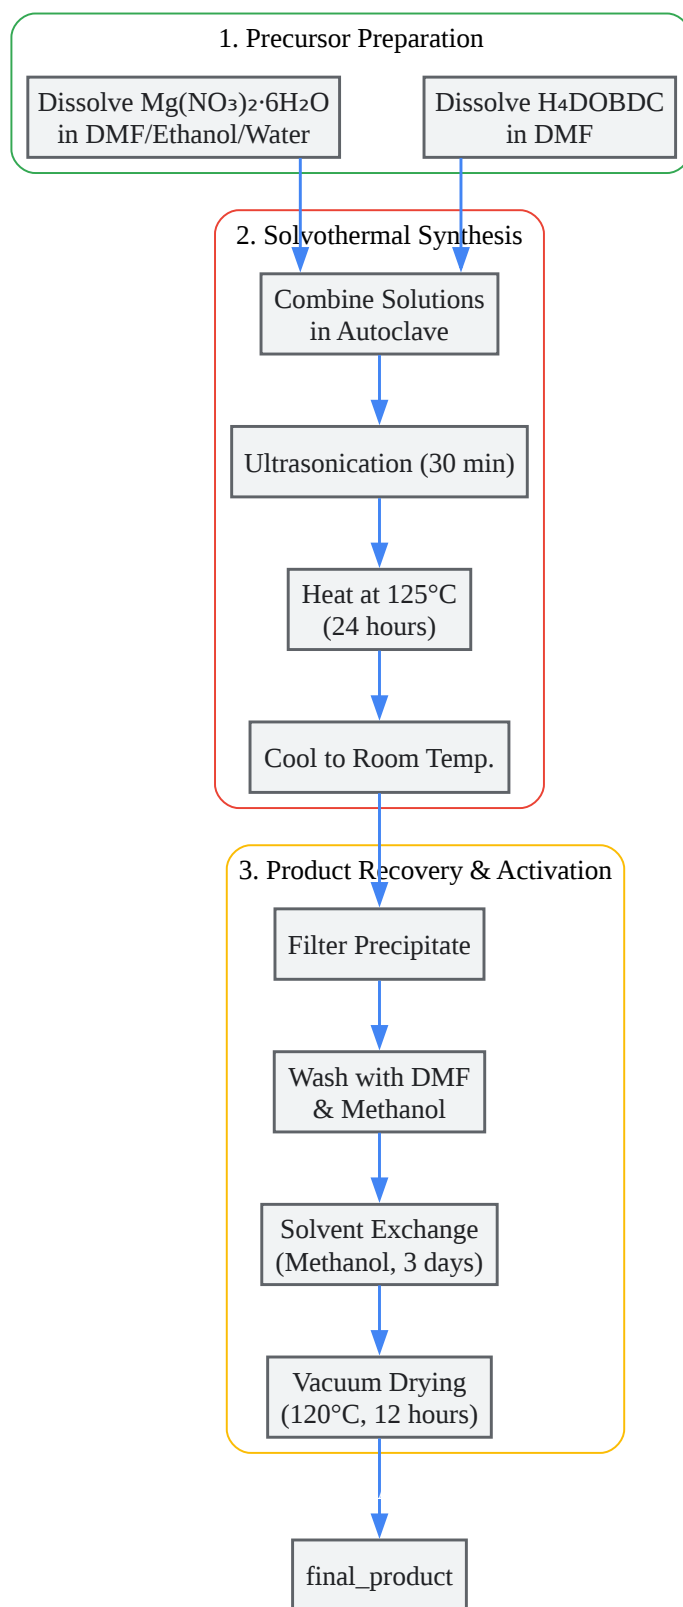 1. Precursor Preparation
Dissolve Mg(NO₃)₂·6H₂O
in DMF/Ethanol/Water
Dissolve H₄DOBDC
in DMF
2. Solvothermal Synthesis
Combine Solutions
in Autoclave
Ultrasonication (30 min)
Heat at 125°C
(24 hours)
Cool to Room Temp.
3. Product Recovery & Activation
Filter Precipitate
Wash with DMF
& Methanol
Solvent Exchange
(Methanol, 3 days)
Vacuum Drying
(120°C, 12 hours)
final_product